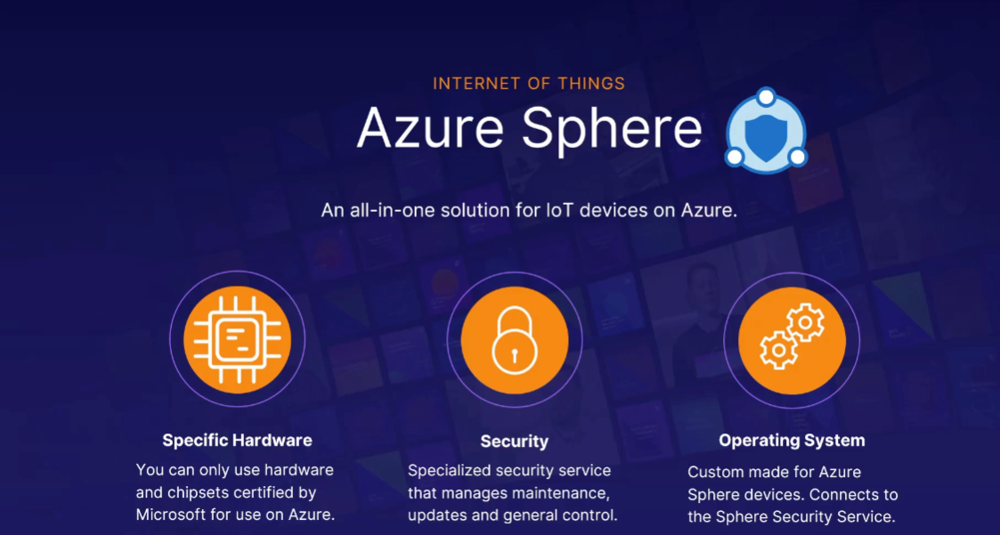 INTERNET OF THINGS
Azure Sphere
An all-in-one solution for IoT devices on Azure.
Specific Hardware
You can only use hardware
and chipsets certified by
Microsoft for use on Azure.
Security
Specialized security service
that manages maintenance,
updates and general control.
Operating System
Custom made for Azure
Sphere devices. Connects to
the Sphere Security Service.